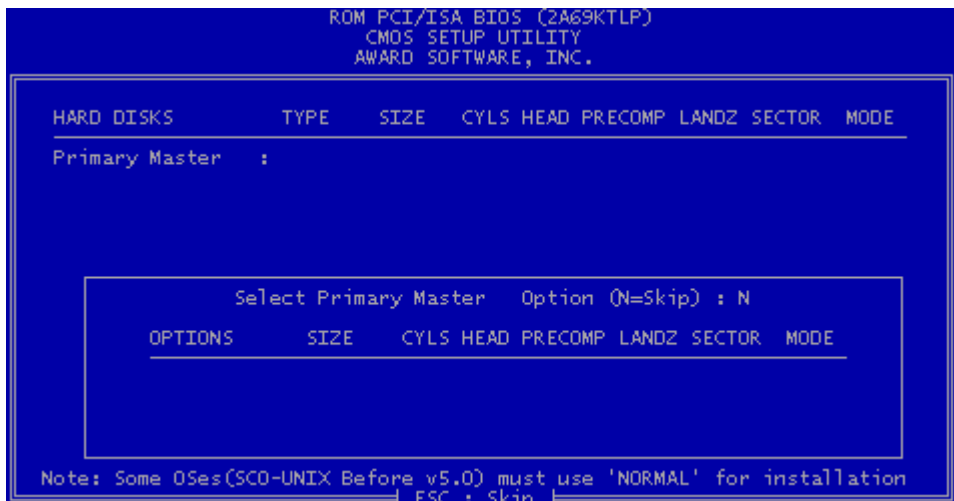 ROM PCI/ISA BIOS (2A69KTLP)
CMOS SETUP UTILITY
AWARD SOFTWARE, INC.
HARD DISKS TYPE SIZE CYLS HEAD PRECOMP LANDZ SECTOR MODE
Primary Master :
Select Primary Master Option (N=Skip) : N
OPTIONS SIZE CYLS HEAD PRECOMP LANDZ SECTOR MODE
Note: Some OSes(SCO-UNIX Before v5.0) must use 'NORMAL' for installation
ESC : Skip